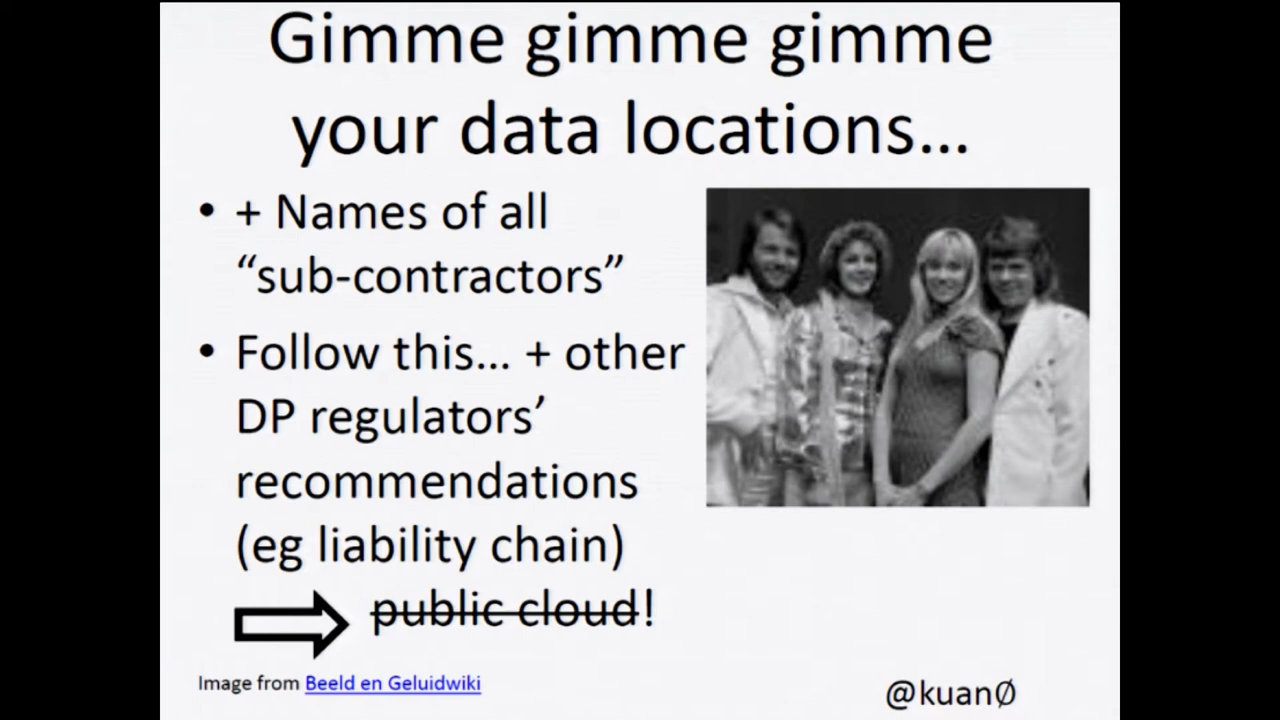 Gimme gimme gimme
your data locations...
• + Names of all
“sub-contractors”
• Follow this... + other
DP regulators’
recommendations
(eg liability chain)
public cloud!
Image from Beeld en Geluidwiki
@kuanØ